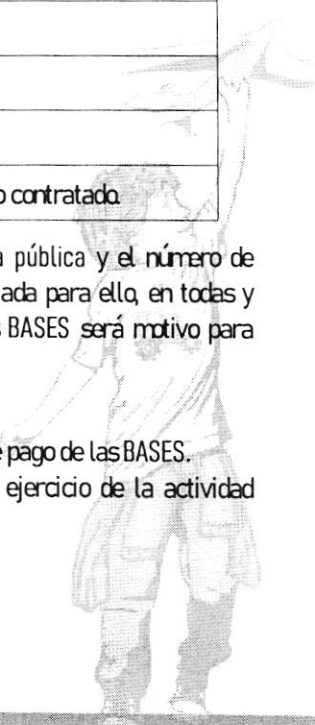 o contratado.
a pública y el número de
ada para ello, en todas y
s BASES será motivo para
e pago de las BASES.
ejercicio de la actividad